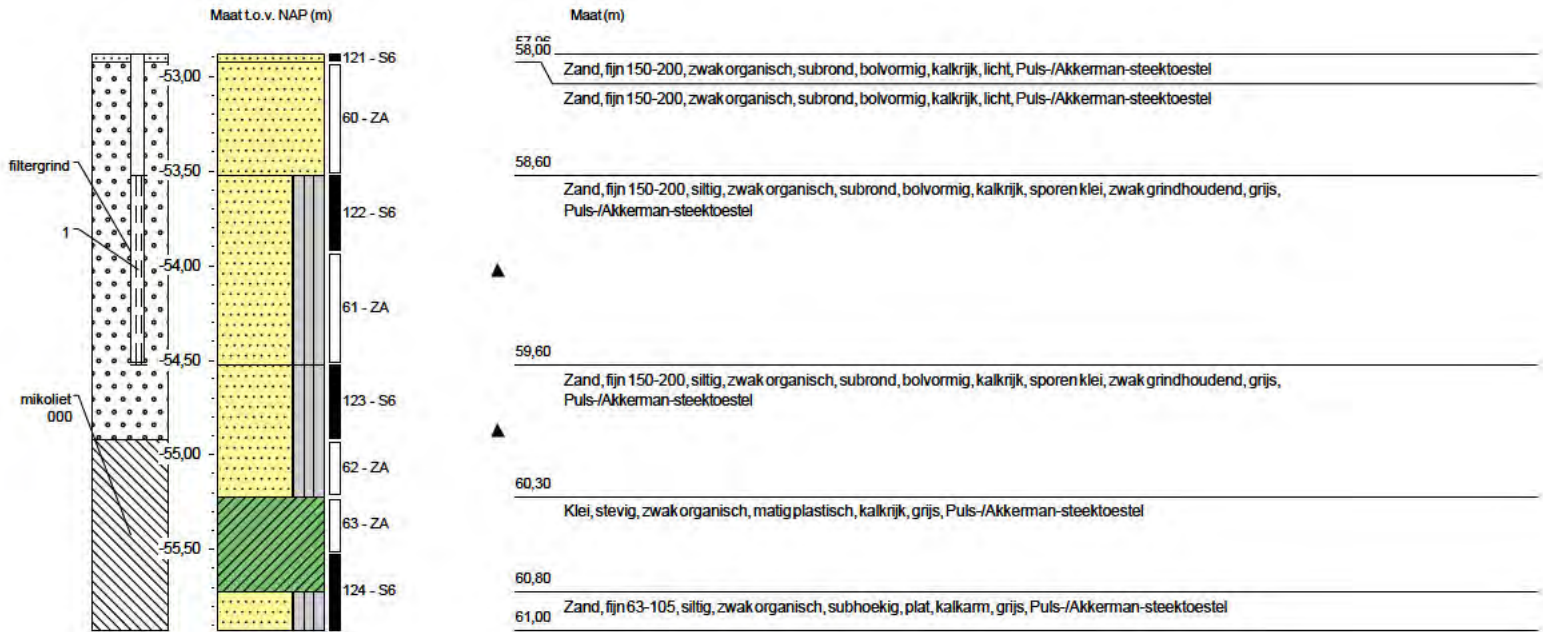 Maat t.o.v. NAP (m)
Maat (m)
57,96
58,00
121 - S6
-53,00
Zand, fijn 150-200, zwak organisch, subrond, bolvormig, kalkrijk, licht, Puls-/Akkerman-steektoestel
Zand, fijn 150-200, zwak organisch, subrond, bolvormig, kalkrijk, licht, Puls-/Akkerman-steektoestel
60 - ZA
filtergrind
-53,50
58,60
Zand, fijn 150-200, siltig, zwak organisch, subrond, bolvormig, kalkrijk, sporen klei, zwak grindhoudend, grijs,
Puls-/Akkerman-steektoestel
122 - S6
1
-54,00
61 - ZA
-54,50
59,60
Zand, fijn 150-200, siltig, zwak organisch, subrond, bolvormig, kalkrijk, sporen klei, zwak grindhoudend, grijs,
Puls-/Akkerman-steektoestel
mikoliet
000
123 - S6
-55,00
62 - ZA
60,30
Klei, stevig, zwak organisch, matig plastisch, kalkrijk, grijs, Puls-/Akkerman-steektoestel
63 - ZA
-55,50
60,80
124 - S6
Zand, fijn 63-105, siltig, zwak organisch, subhoekig, plat, kalkarm, grijs, Puls-/Akkerman-steektoestel
61,00